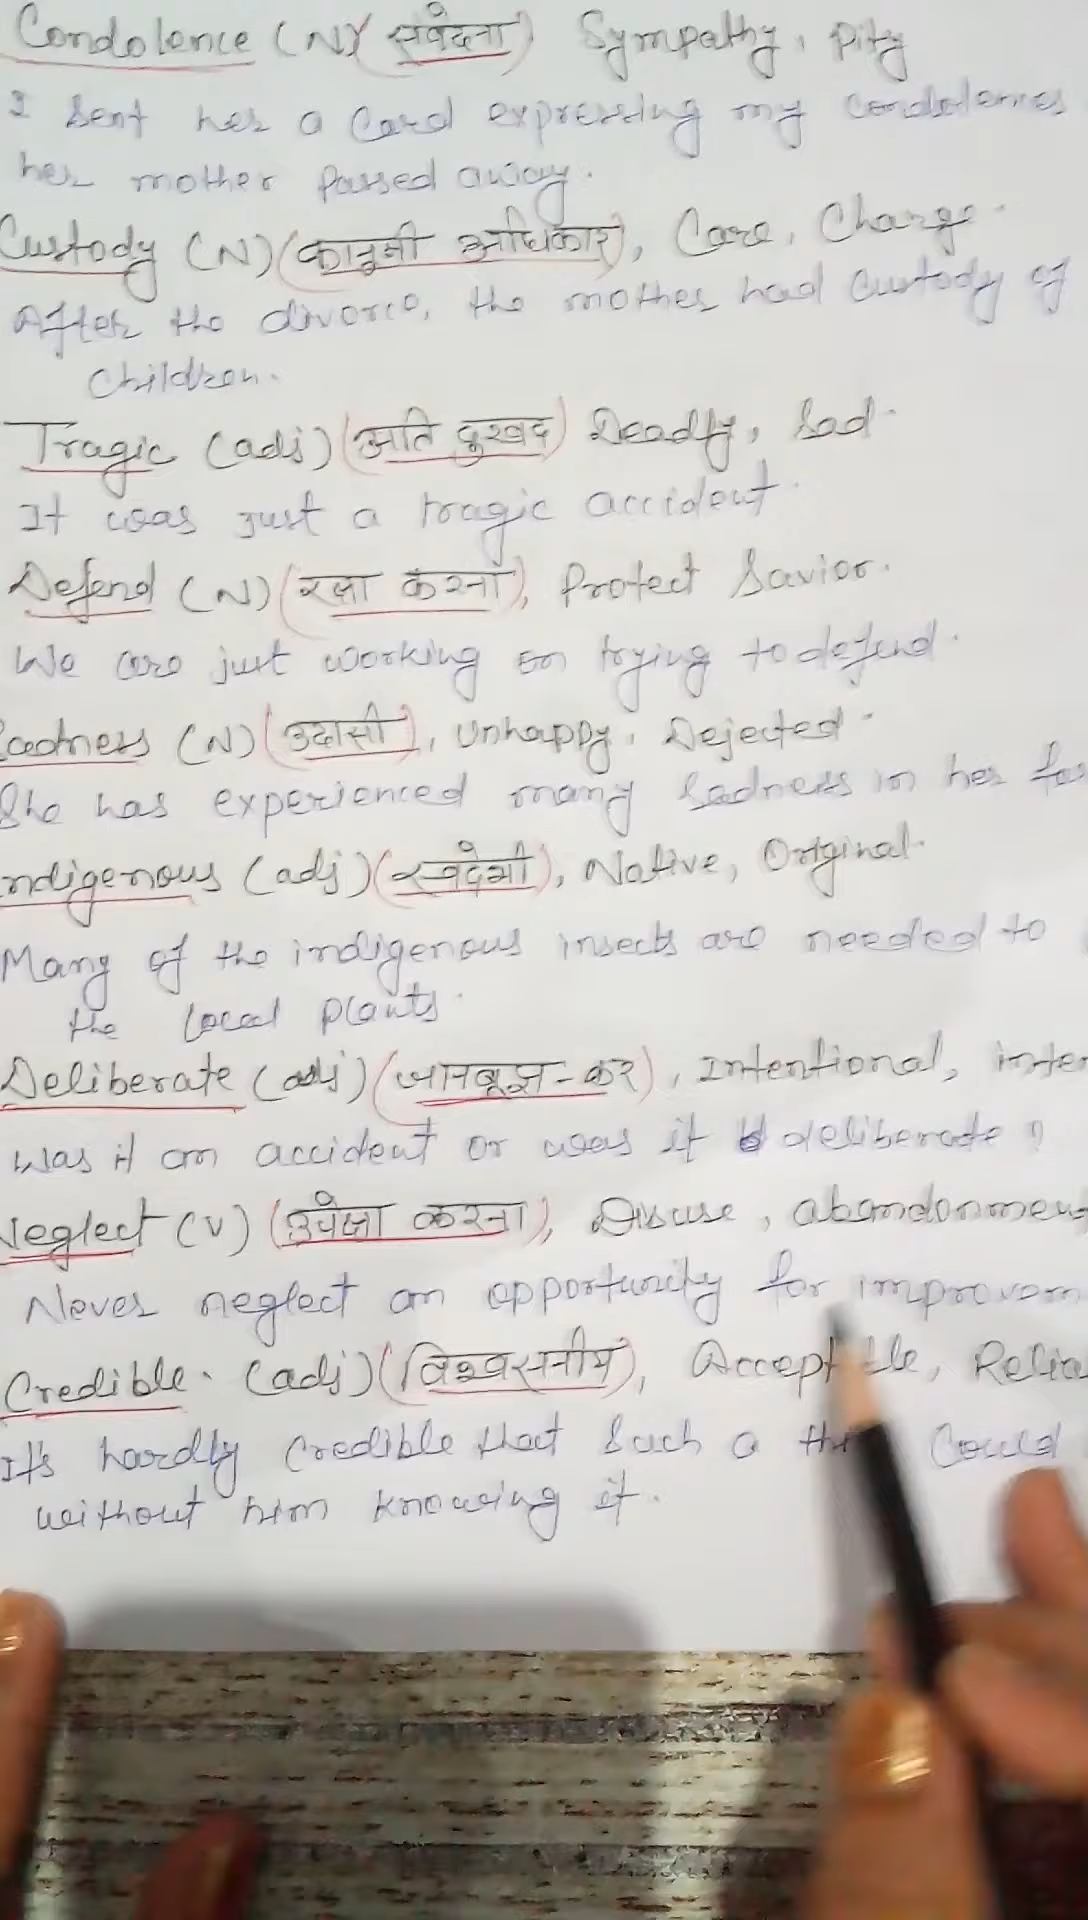 Condolence (N) (संवेदना) Sympathy, pity
I sent her a card expressing my condolences
her mother passed away.
Custody (N) (कानूनी अधिकार), Care, Charge.
After the divorce, the mother had custody of
children.
Tragic (adj) (अति दुखद) Deadly, Sad.
It was just a tragic accident.
Defend (N) (रक्षा करना), Protect Savior.
We are just working on trying to defend.
Sadness (N) (उदासी), Unhappy, Dejected.
She has experienced many sadness in her
Indigenous (adj) (स्वदेशी), Native, Original.
Many of the indigenous insects are needed to
the local plants.
Deliberate (adj) (जानबूझ-कर), Intentional,
Was it an accident or was it deliberate?
Neglect (V) (उपेक्षा करना), Disuse,
Never neglect an opportunity for
Credible. (adj) (विश्वसनीय),
It's hardly credible that such a could
without him knowing it.